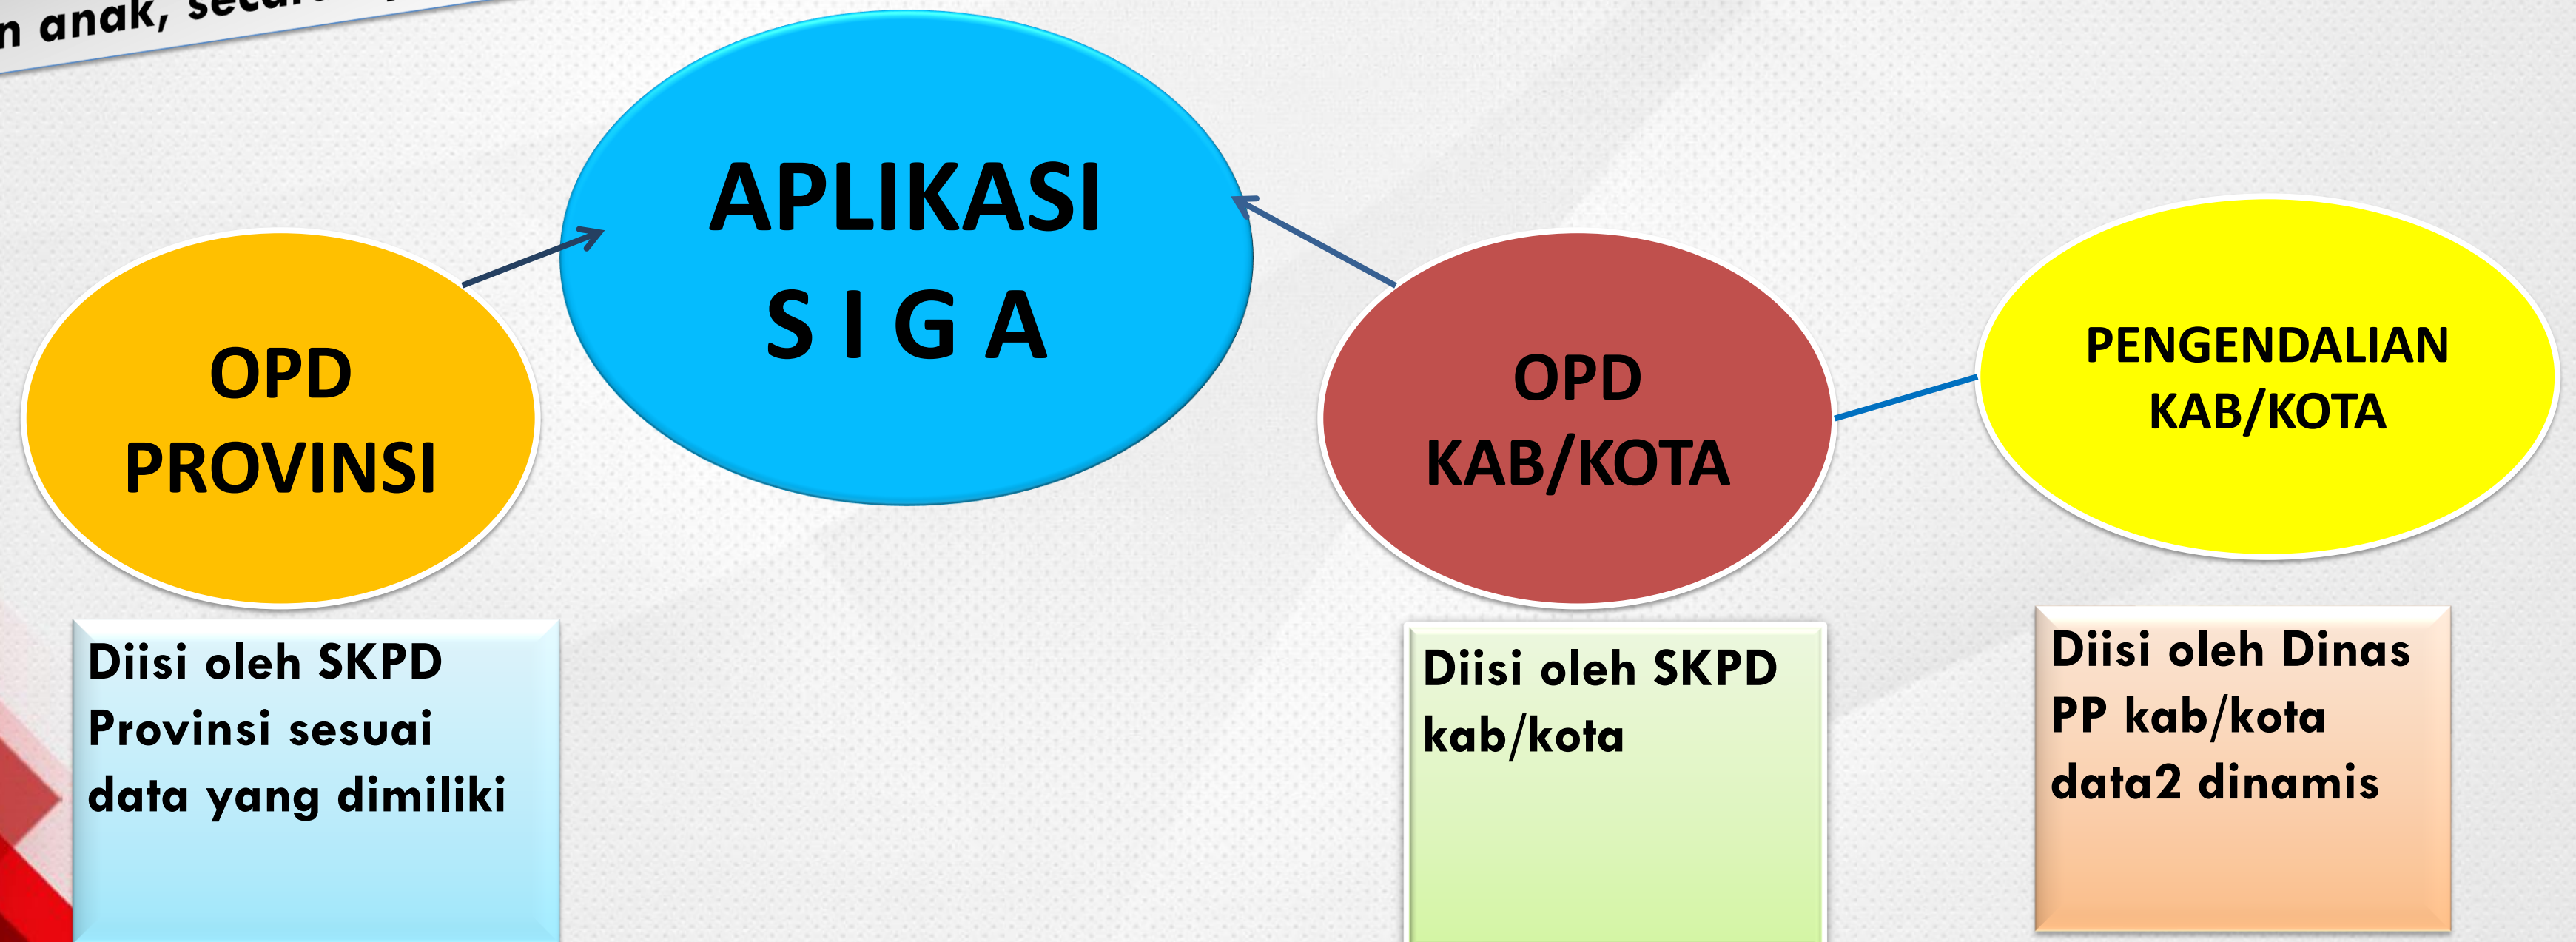 n anak,
APLIKASI
S I G A
OPD
PROVINSI
OPD
KAB/KOTA
PENGENDALIAN
KAB/KOTA
Diisi oleh SKPD
Provinsi sesuai
data yang dimiliki
Diisi oleh SKPD
kab/kota
Diisi oleh Dinas
PP kab/kota
data2 dinamis